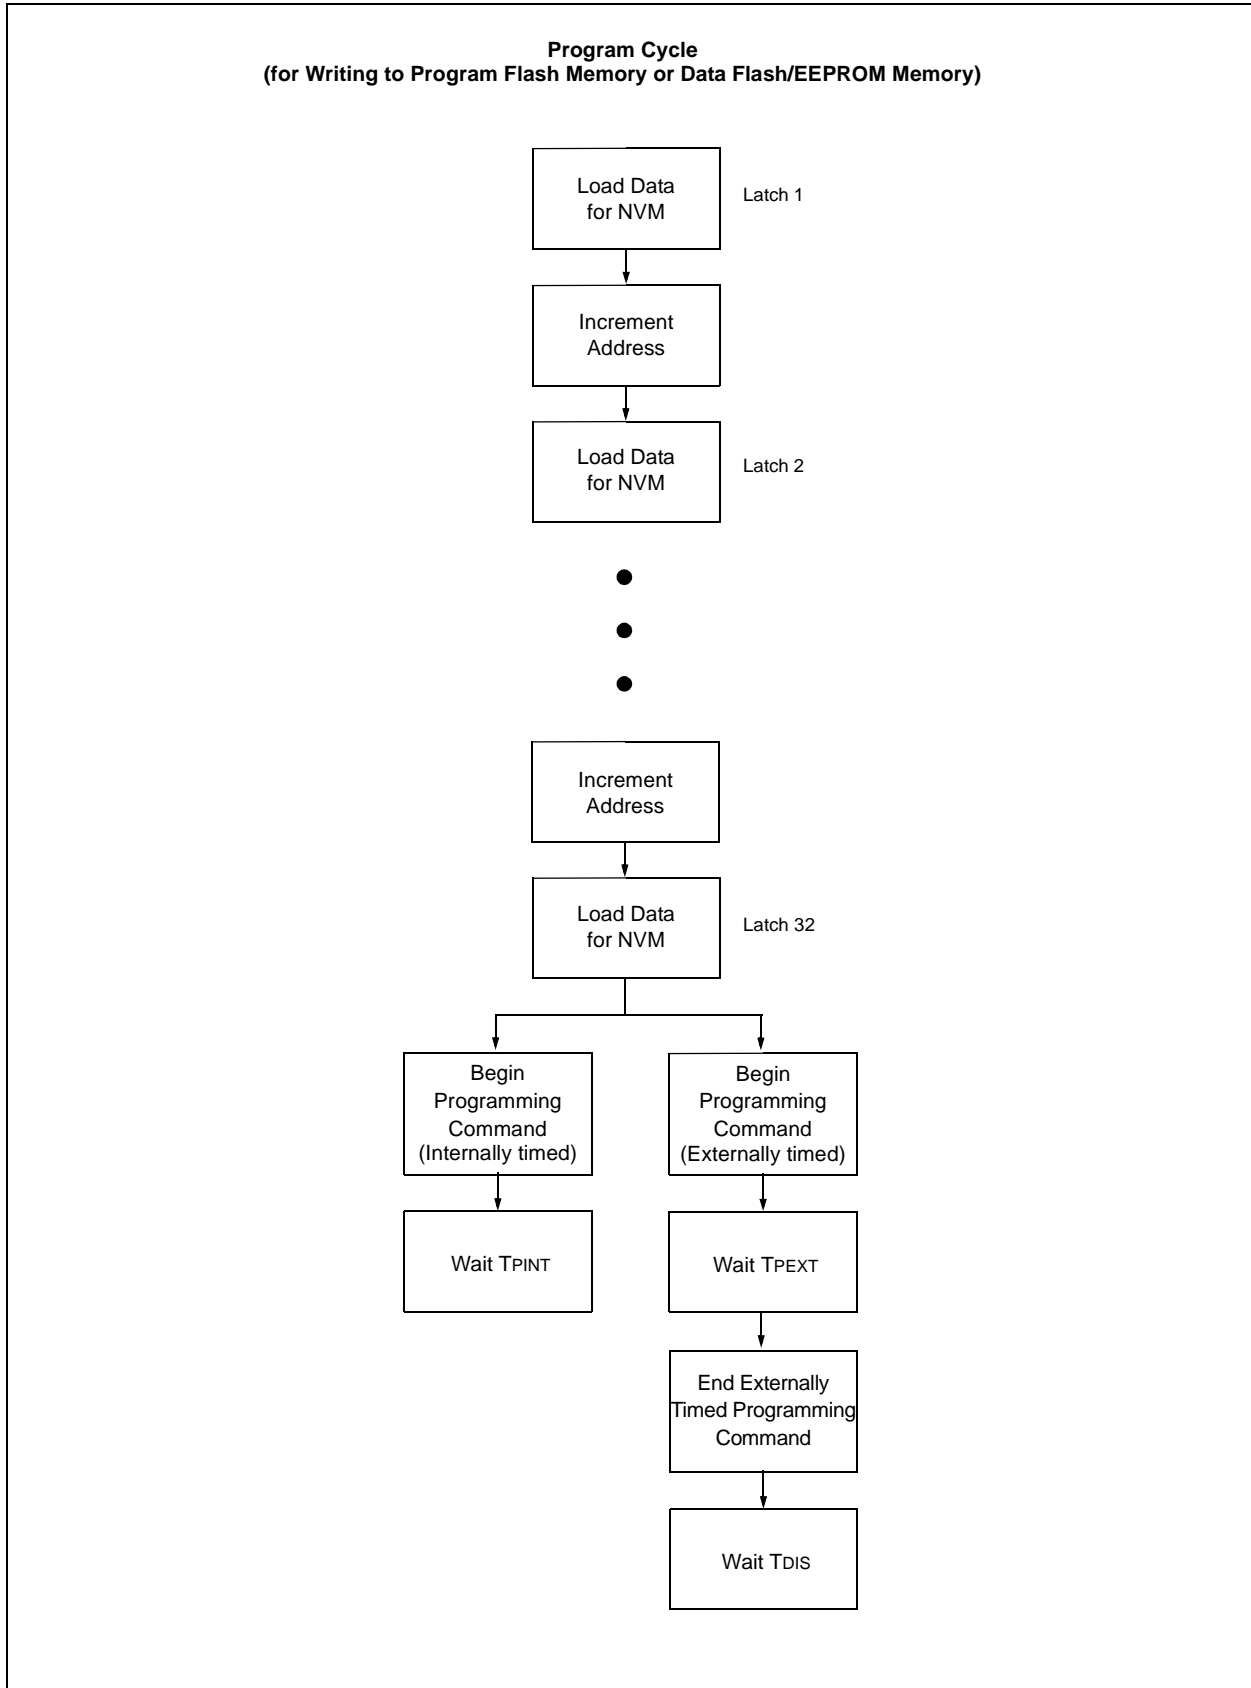 Program Cycle
(for Writing to Program Flash Memory or Data Flash/EEPROM Memory)
Load Data
for NVM
Latch 1
Increment
Address
Load Data
for NVM
Latch 2
Increment
Address
Load Data
for NVM
Latch 32
Begin
Programming
Command
(Internally timed)
Begin
Programming
Command
(Externally timed)
Wait TPINT
Wait TPEXT
End Externally
Timed Programming
Command
Wait TDIS